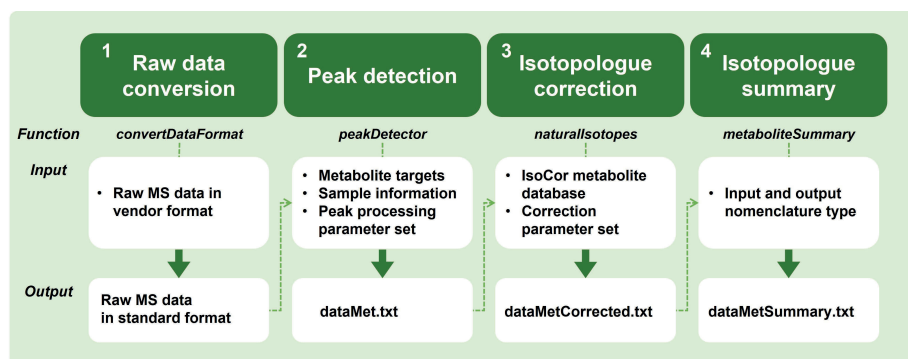 1
Raw data
conversion
2
Peak detection
3
Isotopologue
correction
4
Isotopologue
summary
Function
convertDataFormat
peakDetector
naturalIsotopes
metaboliteSummary
Input
• Raw MS data in
vendor format
• Metabolite targets
• Sample information
• Peak processing
parameter set
• IsoCor metabolite
database
• Correction
parameter set
• Input and output
nomenclature type
Output
Raw MS data
in standard format
dataMet.txt
dataMetCorrected.txt
dataMetSummary.txt